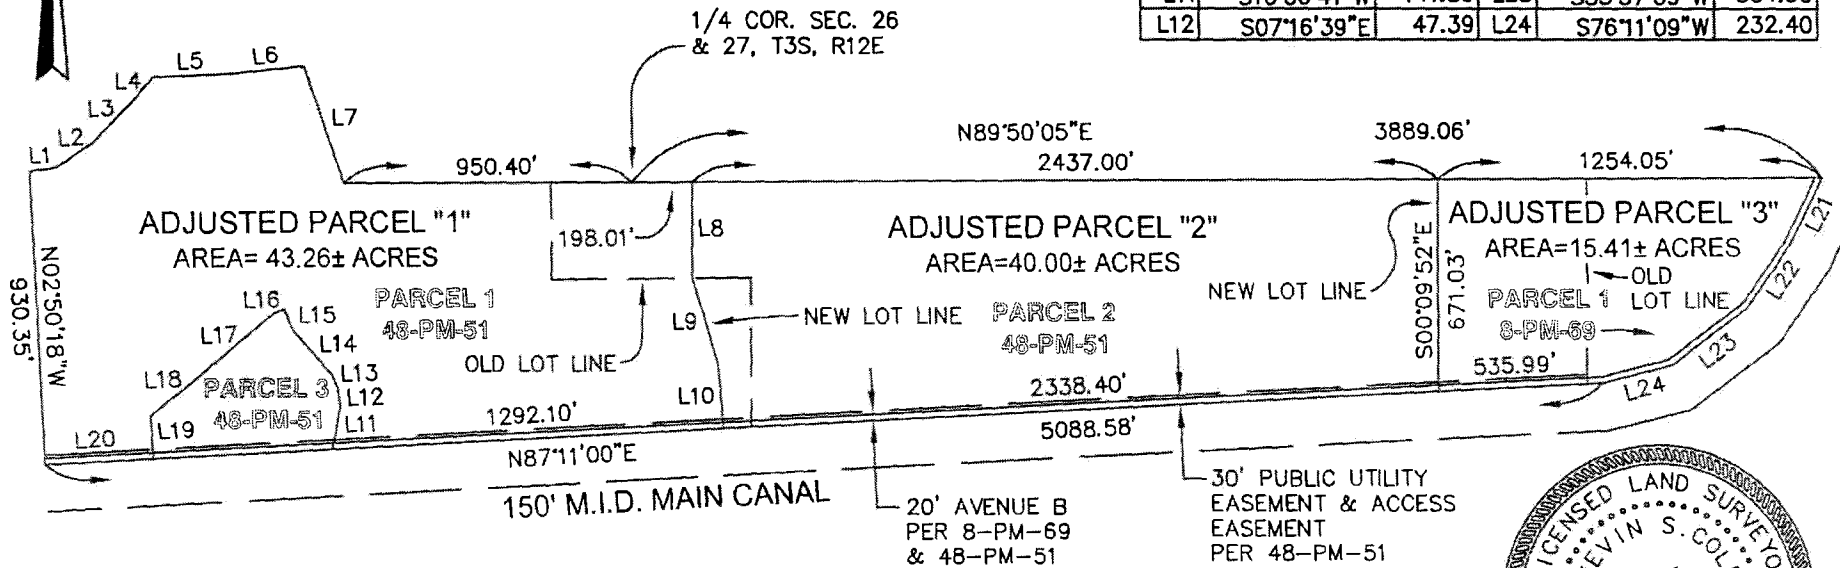 L12 S07°16'39"E 47.39 L24 S76°11'09"W 232.40
1/4 COR. SEC. 26
& 27, T3S, R12E
L1
L2
L3
L4
L5
L6
L7
950.40'
N89°50'05"E
2437.00'
3889.06'
1254.05'
ADJUSTED PARCEL "1"
AREA= 43.26± ACRES
198.01'
L8
ADJUSTED PARCEL "2"
AREA=40.00± ACRES
ADJUSTED PARCEL "3"
AREA=15.41± ACRES
N02°50'18"W
930.35'
PARCEL 1
48-PM-51
L9
NEW LOT LINE
PARCEL 2
48-PM-51
NEW LOT LINE
S00°09'52"E
671.03'
OLD
LOT LINE
PARCEL 1
8-PM-69
L21
L22
L23
L24
L16
L15
L17
L14
L18
L13
L12
L19
L11
L20
PARCEL 3
48-PM-51
OLD LOT LINE
L10
1292.10'
2338.40'
535.99'
N87°11'00"E
5088.58'
150' M.I.D. MAIN CANAL
20' AVENUE B
PER 8-PM-69
& 48-PM-51
30' PUBLIC UTILITY
EASEMENT & ACCESS
EASEMENT
PER 48-PM-51
LAND
S.